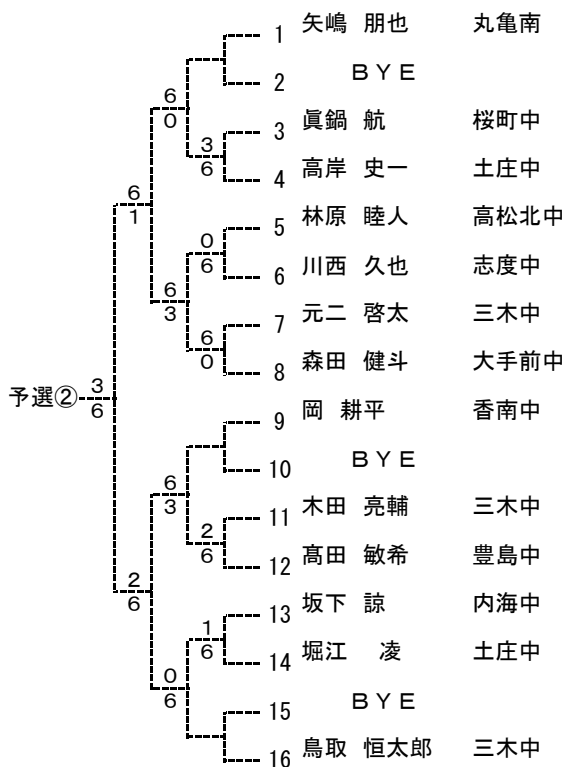 1 矢嶋 朋也 丸亀南
2 ＢＹＥ
6
0
3 眞鍋 航 桜町中
3
6
4 高岸 史一 土庄中
6
1
5 林原 睦人 高松北中
0
6
6 川西 久也 志度中
6
3
7 元二 啓太 三木中
6
0
8 森田 健斗 大手前中
予選② 3
6
9 岡 耕平 香南中
10 ＢＹＥ
6
3
11 木田 亮輔 三木中
2
6
12 髙田 敏希 豊島中
2
6
13 坂下 諒 内海中
1
6
14 堀江 凌 土庄中
0
6
15 ＢＹＥ
16 鳥取 恒太郎 三木中